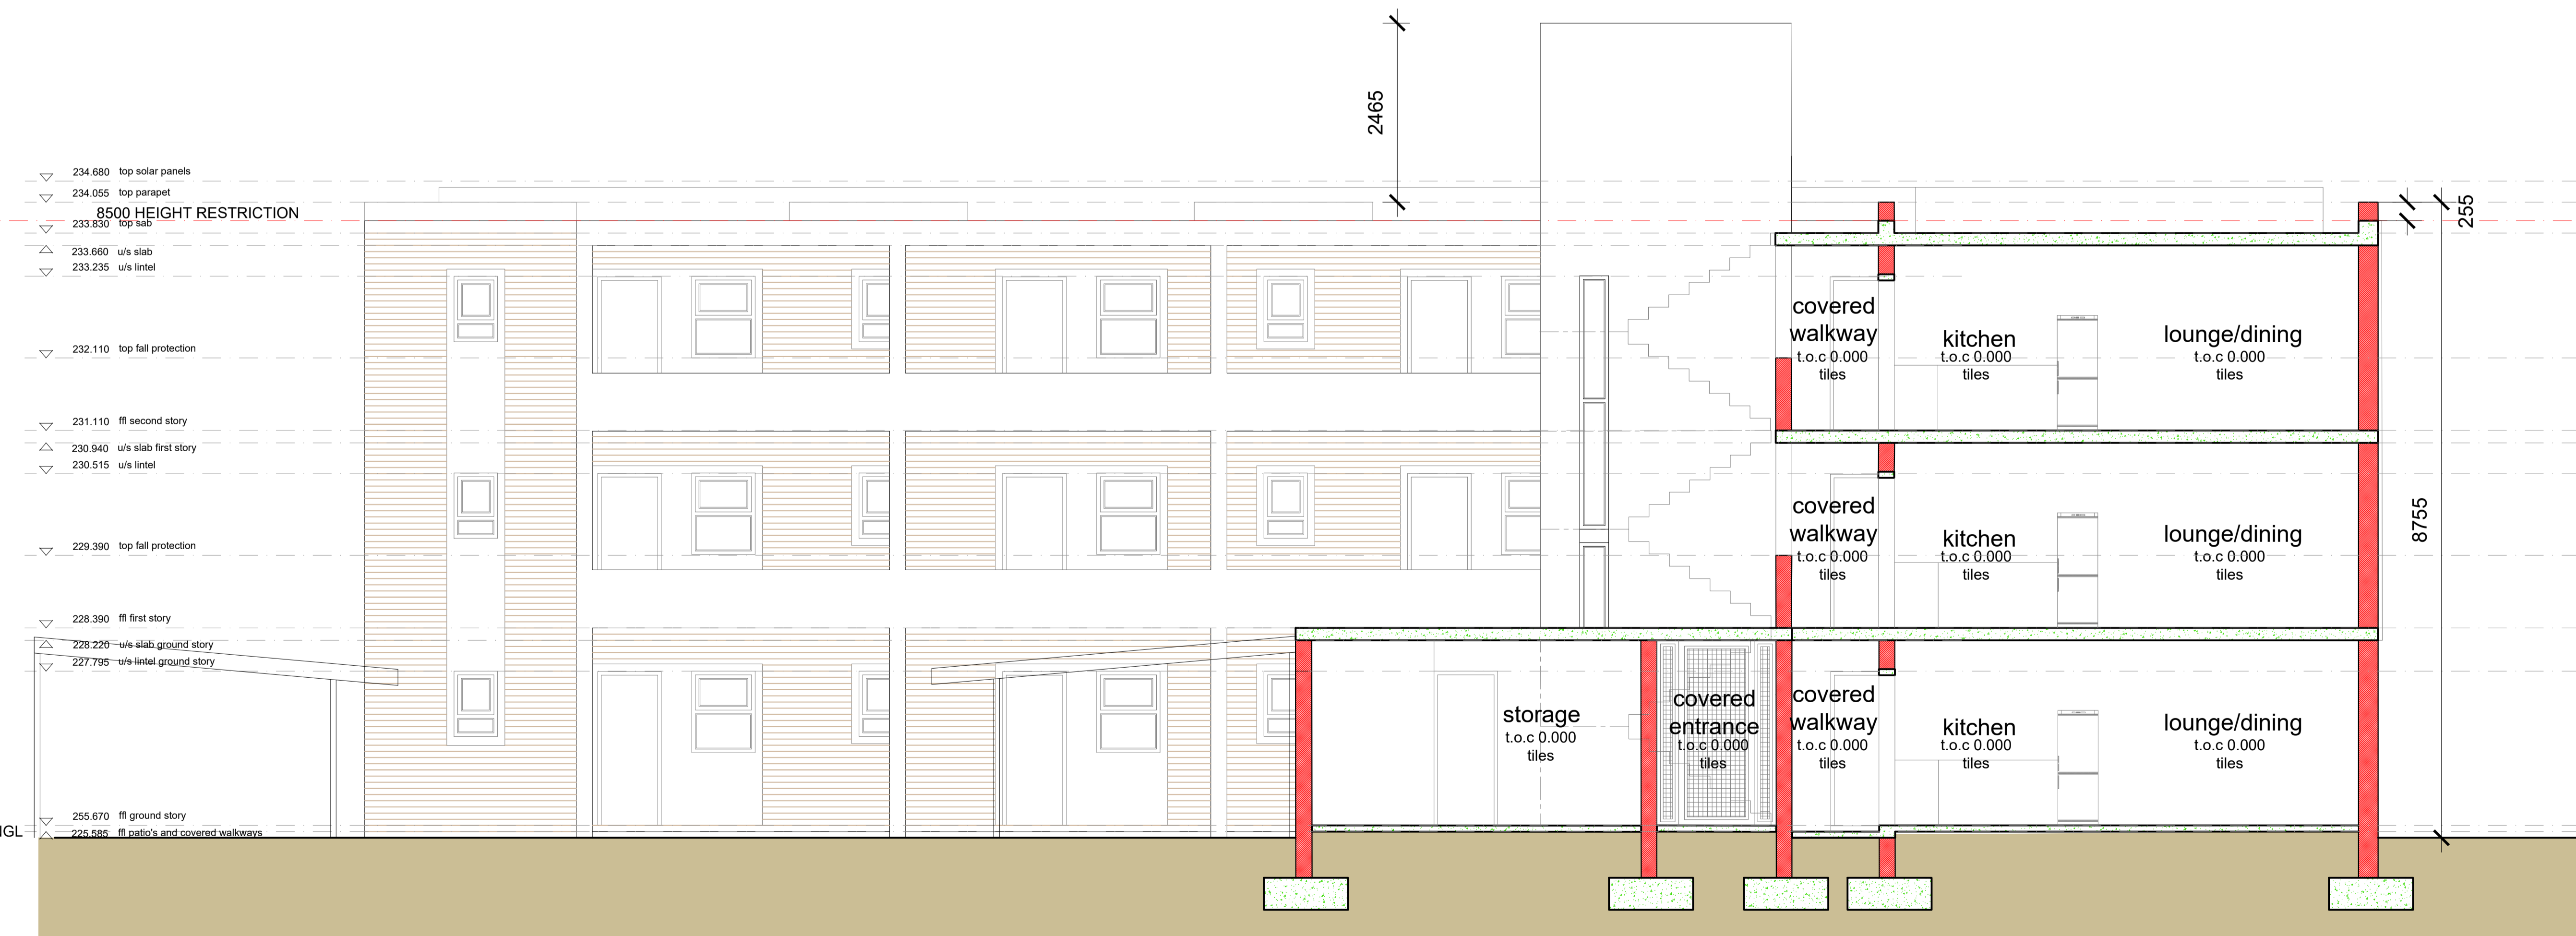 2465
234.680 top solar panels
234.055 top parapet
8500 HEIGHT RESTRICTION
233.830 top sab
233.660 u/s slab
233.235 u/s lintel
232.110 top fall protection
231.110 ffl second story
230.940 u/s slab first story
230.515 u/s lintel
229.390 top fall protection
228.390 ffl first story
228.220 u/s slab ground story
227.795 u/s lintel ground story
255.670 ffl ground story
225.585 ffl patio's and covered walkways
NGL
covered
walkway
t.o.c 0.000
tiles
kitchen
t.o.c 0.000
tiles
lounge/dining
t.o.c 0.000
tiles
covered
walkway
t.o.c 0.000
tiles
kitchen
t.o.c 0.000
tiles
lounge/dining
t.o.c 0.000
tiles
storage
t.o.c 0.000
tiles
covered
entrance
t.o.c 0.000
tiles
covered
walkway
t.o.c 0.000
tiles
kitchen
t.o.c 0.000
tiles
lounge/dining
t.o.c 0.000
tiles
255
8755